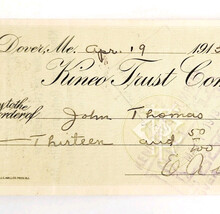 Dover, Me. Apr. 19 191
Kineo Trust Com
to the
order of John Thomas
Thirteen and 50/100